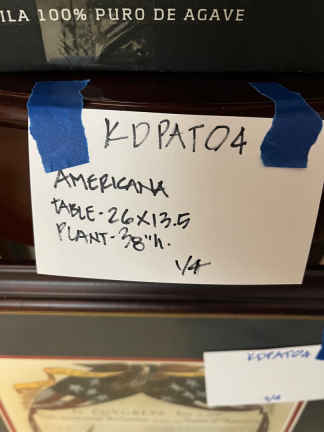 ILA 100% PURO DE AGAVE
KDPAT04
AMERICANA
TABLE-26X13.5
PLANT-38"h.
1/4
KDPAT04